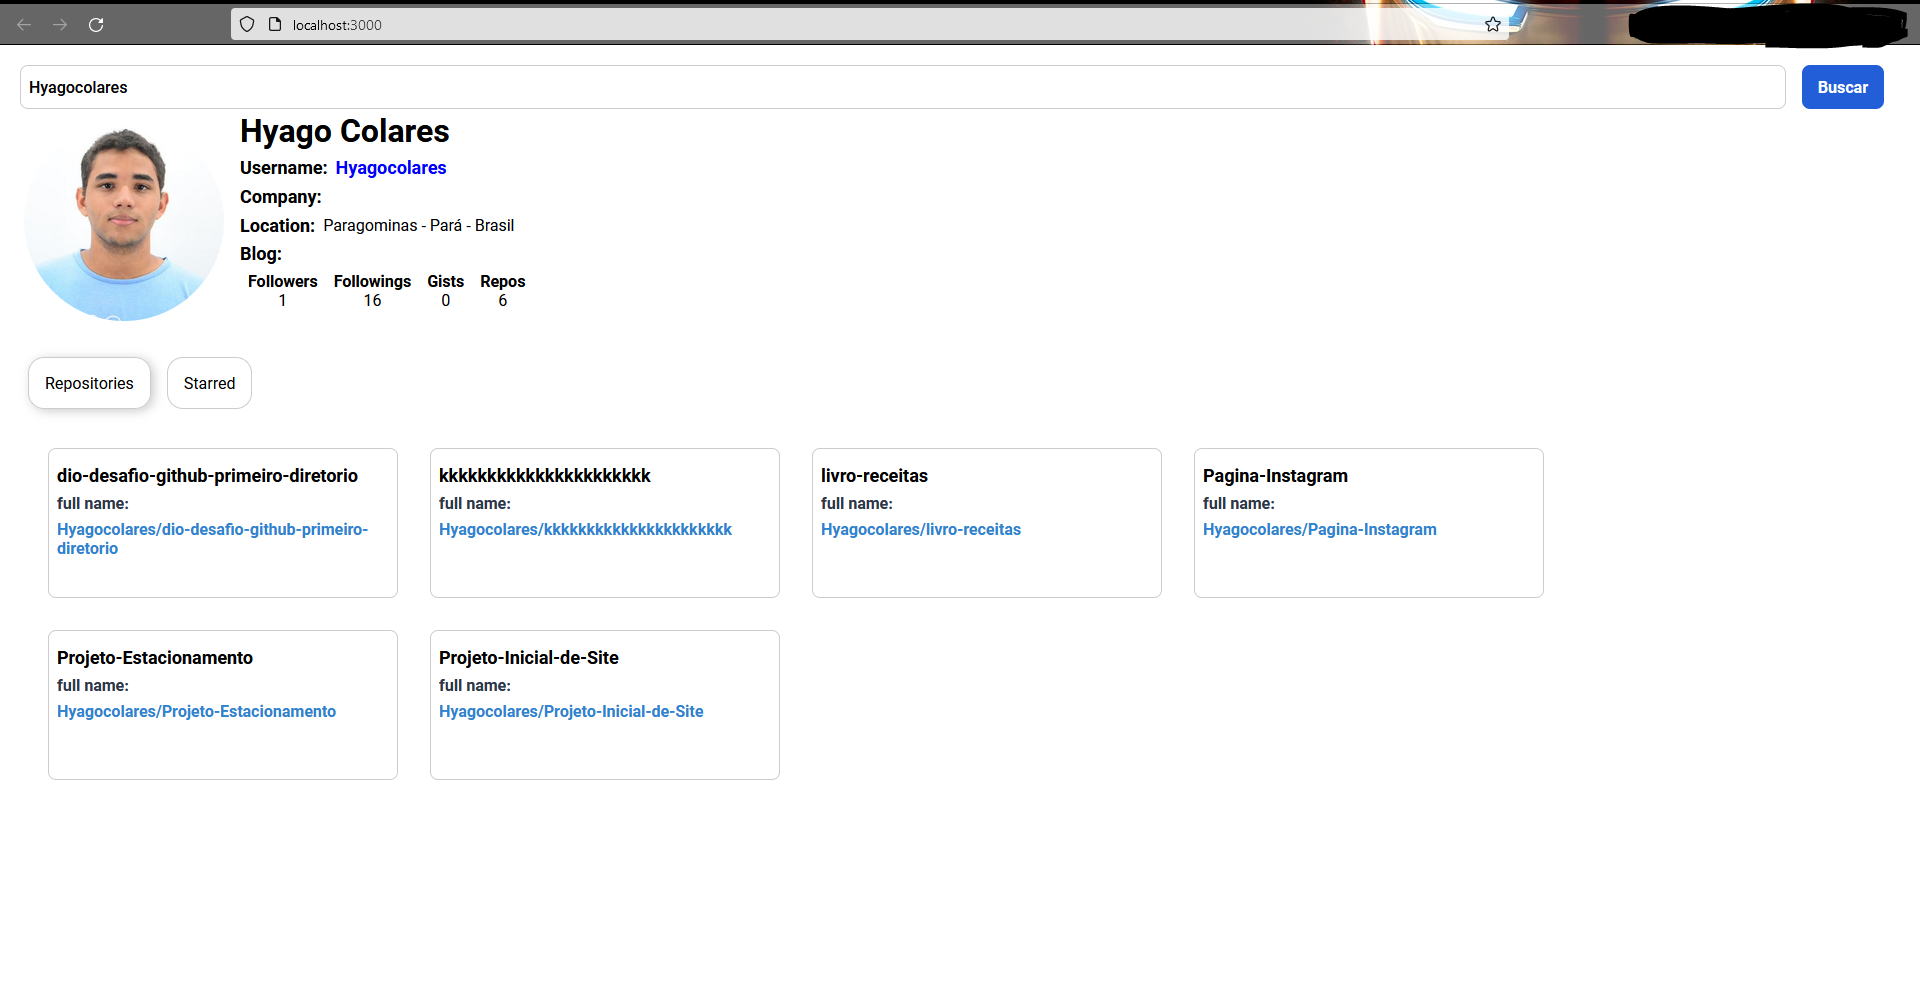 localhost:3000
Hyagocolares
Buscar
Hyago Colares
Username: Hyagocolares
Company:
Location: Paragominas - Pará - Brasil
Blog:
Followers Followings Gists Repos
1 16 0 6
Repositories Starred
dio-desafio-github-primeiro-diretorio
full name:
Hyagocolares/dio-desafio-github-primeiro-
diretorio
kkkkkkkkkkkkkkkkkkkkkk
full name:
Hyagocolares/kkkkkkkkkkkkkkkkkkkkkk
livro-receitas
full name:
Hyagocolares/livro-receitas
Pagina-Instagram
full name:
Hyagocolares/Pagina-Instagram
Projeto-Estacionamento
full name:
Hyagocolares/Projeto-Estacionamento
Projeto-Inicial-de-Site
full name:
Hyagocolares/Projeto-Inicial-de-Site